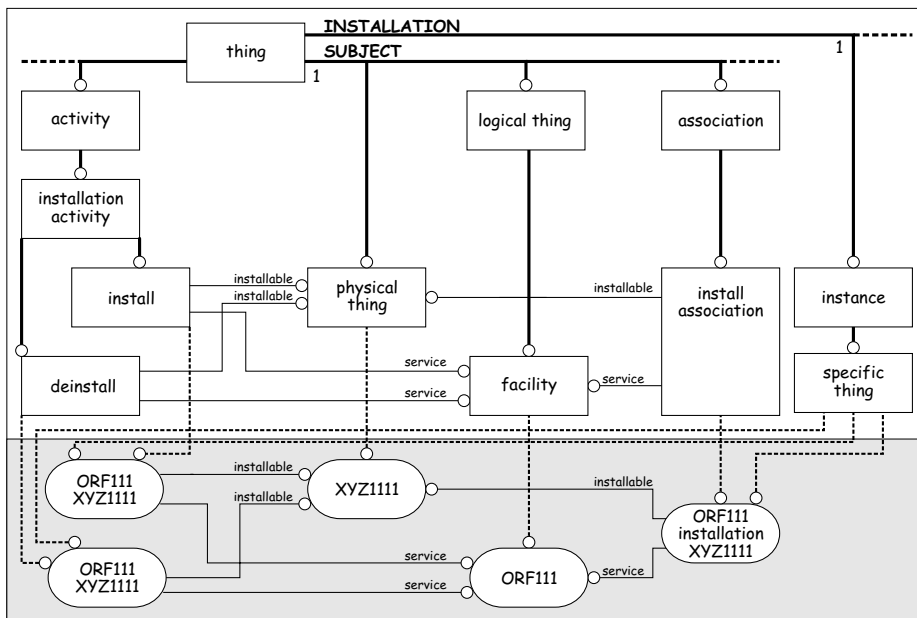 INSTALLATION
thing
SUBJECT
1
1
activity
logical thing
association
installation
activity
install
installable
installable
physical
thing
installable
install
association
instance
deinstall
service
service
facility
service
specific
thing
ORF111
XYZ1111
installable
installable
XYZ1111
installable
ORF111
installation
XYZ1111
ORF111
XYZ1111
service
service
ORF111
service